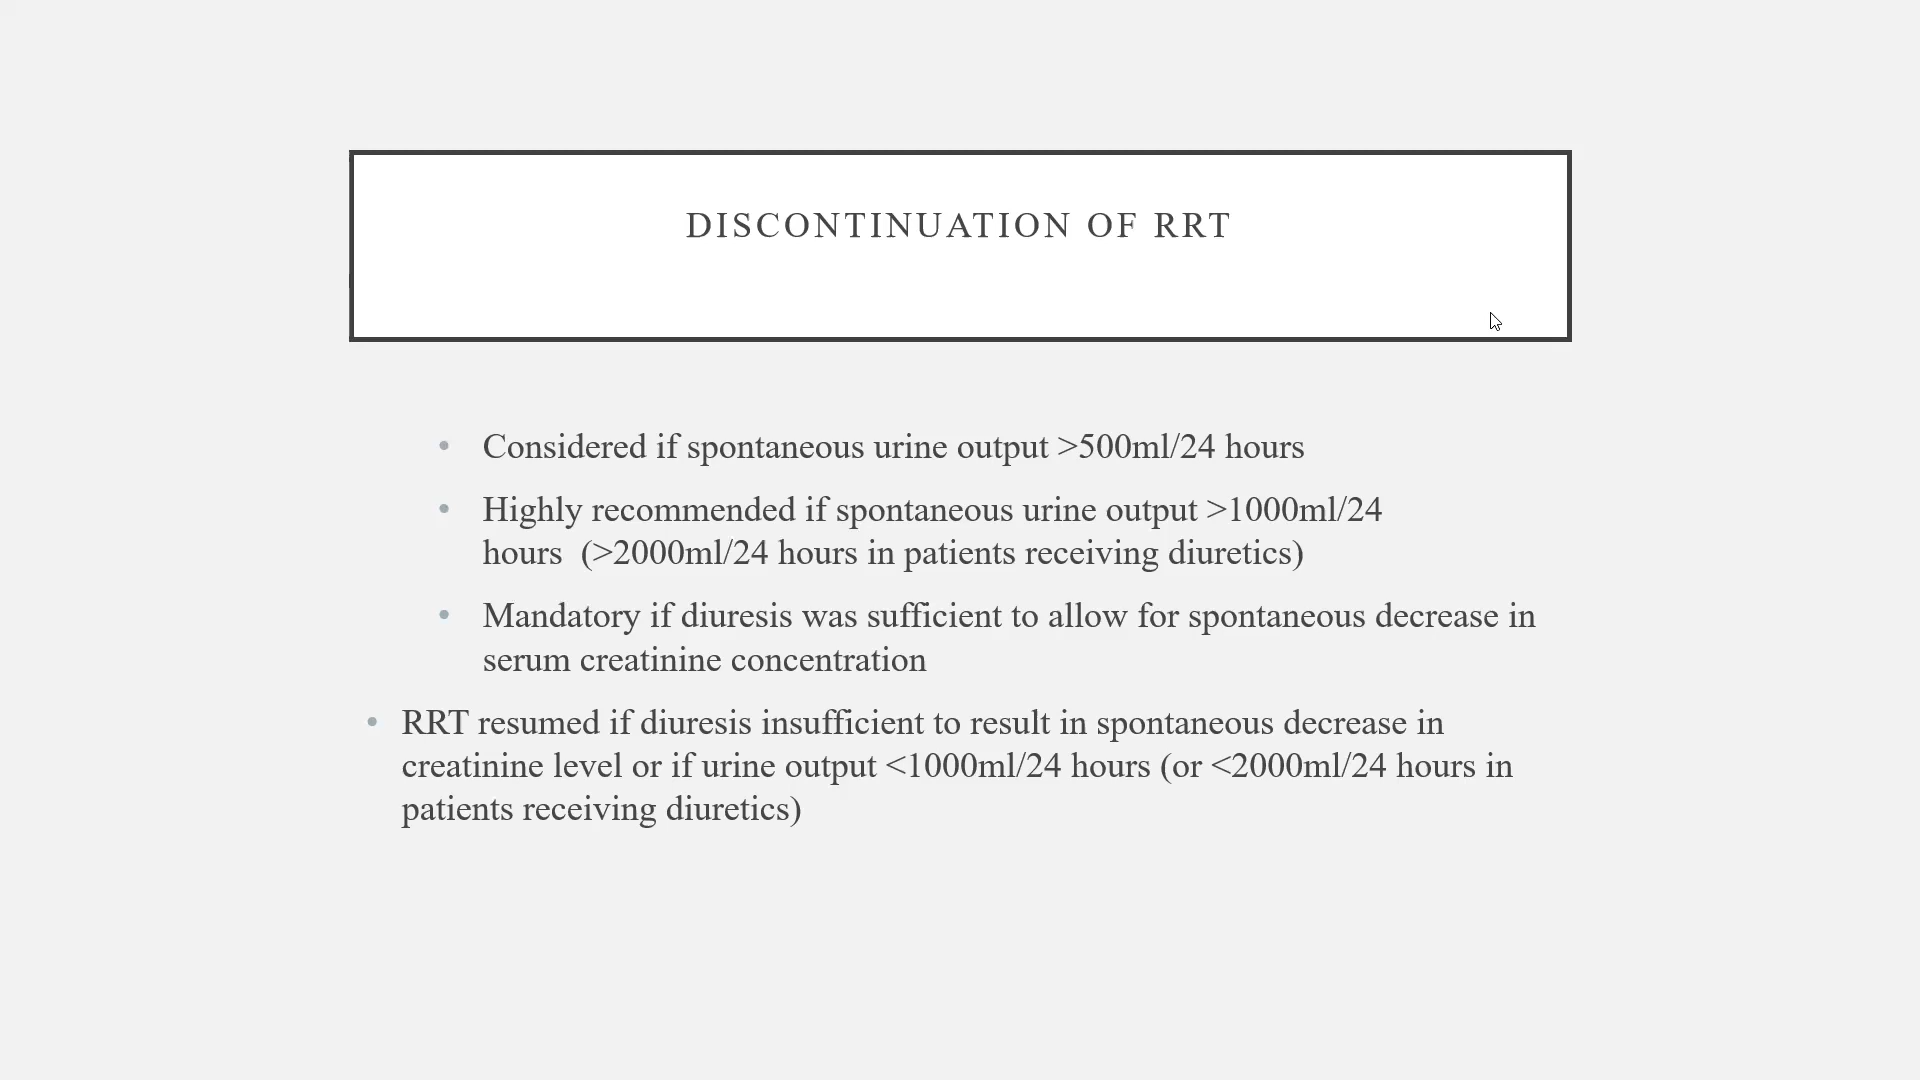 DISCONTINUATION OF RRT
• Considered if spontaneous urine output >500ml/24 hours
• Highly recommended if spontaneous urine output >1000ml/24
hours  (>2000ml/24 hours in patients receiving diuretics)
• Mandatory if diuresis was sufficient to allow for spontaneous decrease in
serum creatinine concentration
• RRT resumed if diuresis insufficient to result in spontaneous decrease in
creatinine level or if urine output <1000ml/24 hours (or <2000ml/24 hours in
patients receiving diuretics)